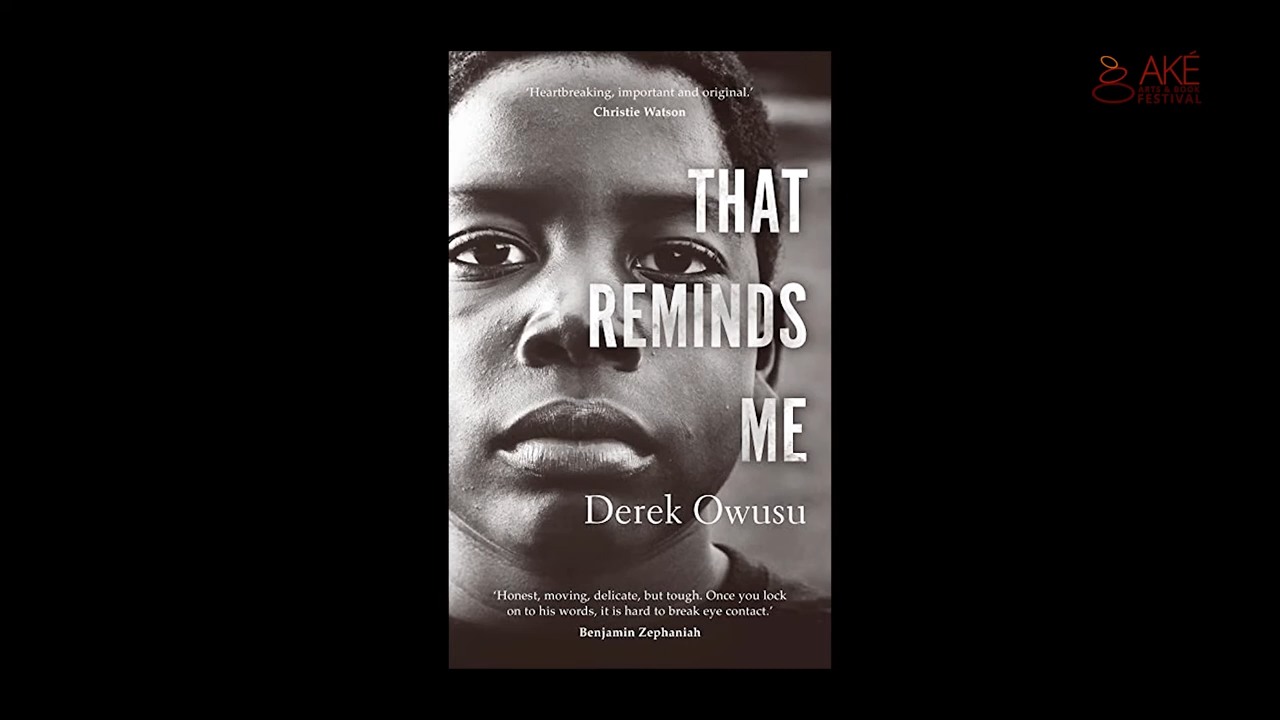 'Heartbreaking, important and original.'
Christie Watson
THAT
REMINDS
ME
Derek Owusu
'Honest, moving, delicate, but tough. Once you lock
on to his words, it is hard to break eye contact.'
Benjamin Zephaniah
AKÉ
ARTS & BOOK
FESTIVAL